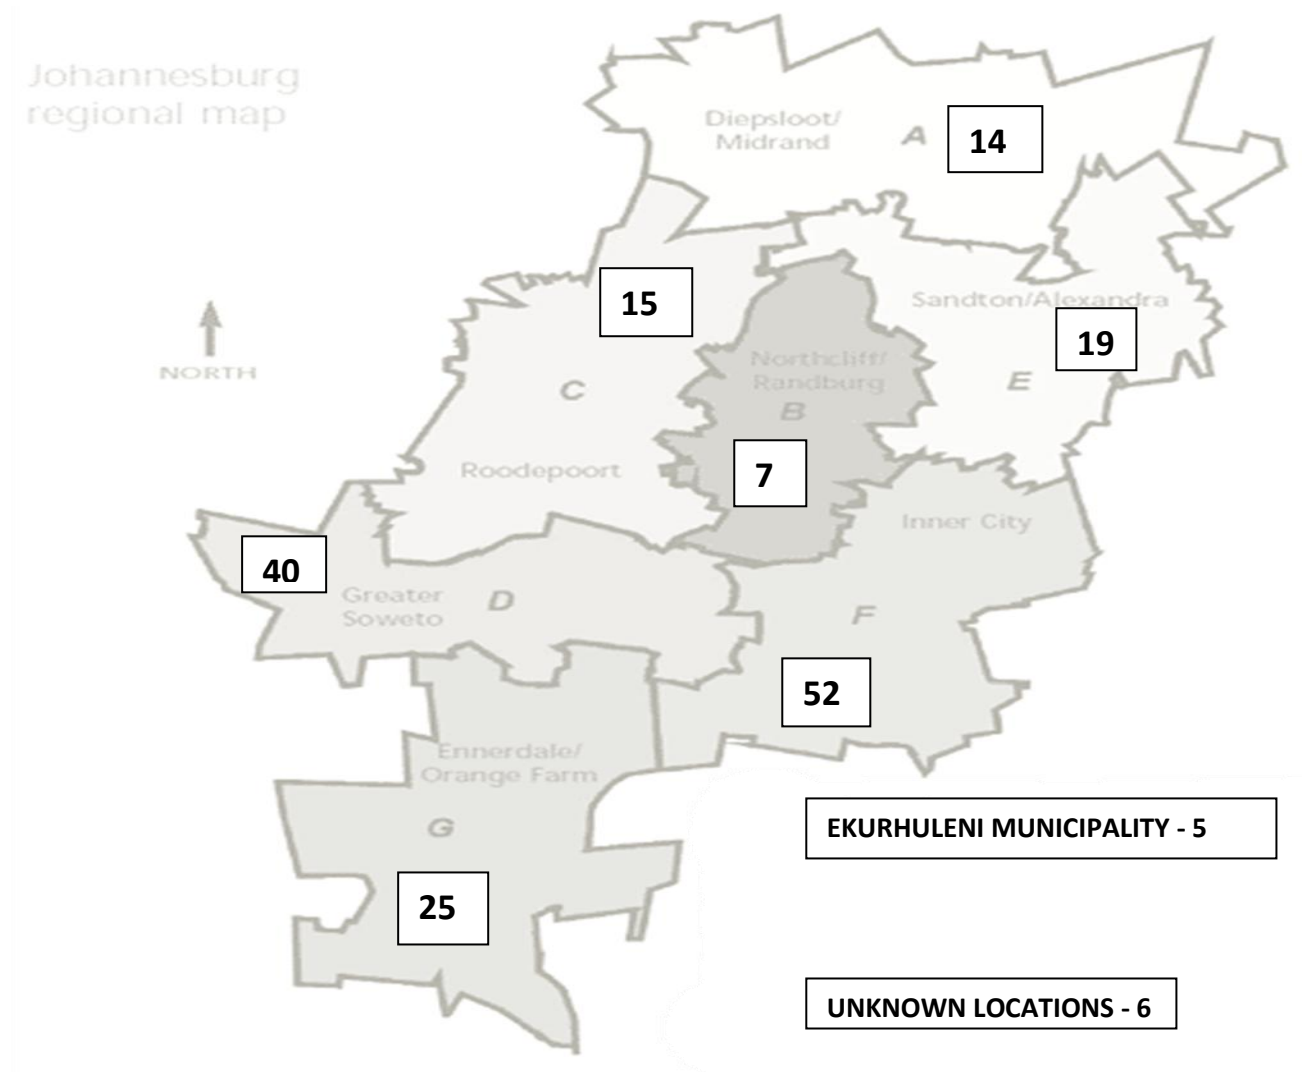 Johannesburg
regional map
Diepsloot/
Midrand
A
14
15
Sandton/Alexandra
19
NORTH
Northcliff/
Randburg
C
E
B
Roodepoort
7
Inner City
40
Greater
Soweto
D
F
52
Ennerdale/
Orange Farm
G
EKURHULENI MUNICIPALITY - 5
25
UNKNOWN LOCATIONS - 6